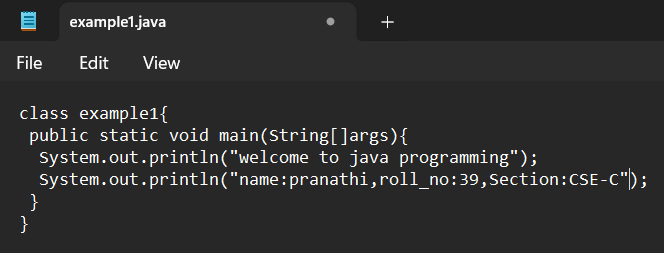 example1.java
File Edit View
class example1{
public static void main(String[]args){
System.out.println("welcome to java programming");
System.out.println("name:pranathi,roll_no:39,Section:CSE-C");
}
}